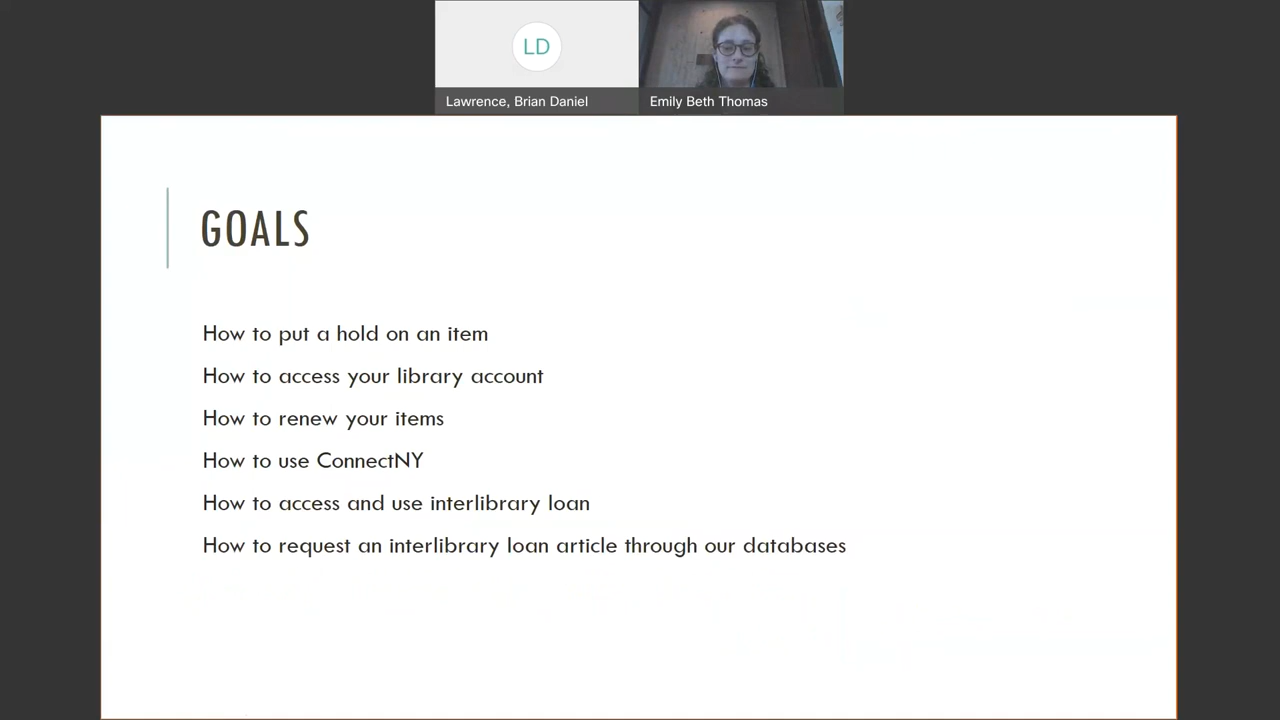 LD
Lawrence, Brian Daniel
Emily Beth Thomas
GOALS
How to put a hold on an item
How to access your library account
How to renew your items
How to use ConnectNY
How to access and use interlibrary loan
How to request an interlibrary loan article through our databases